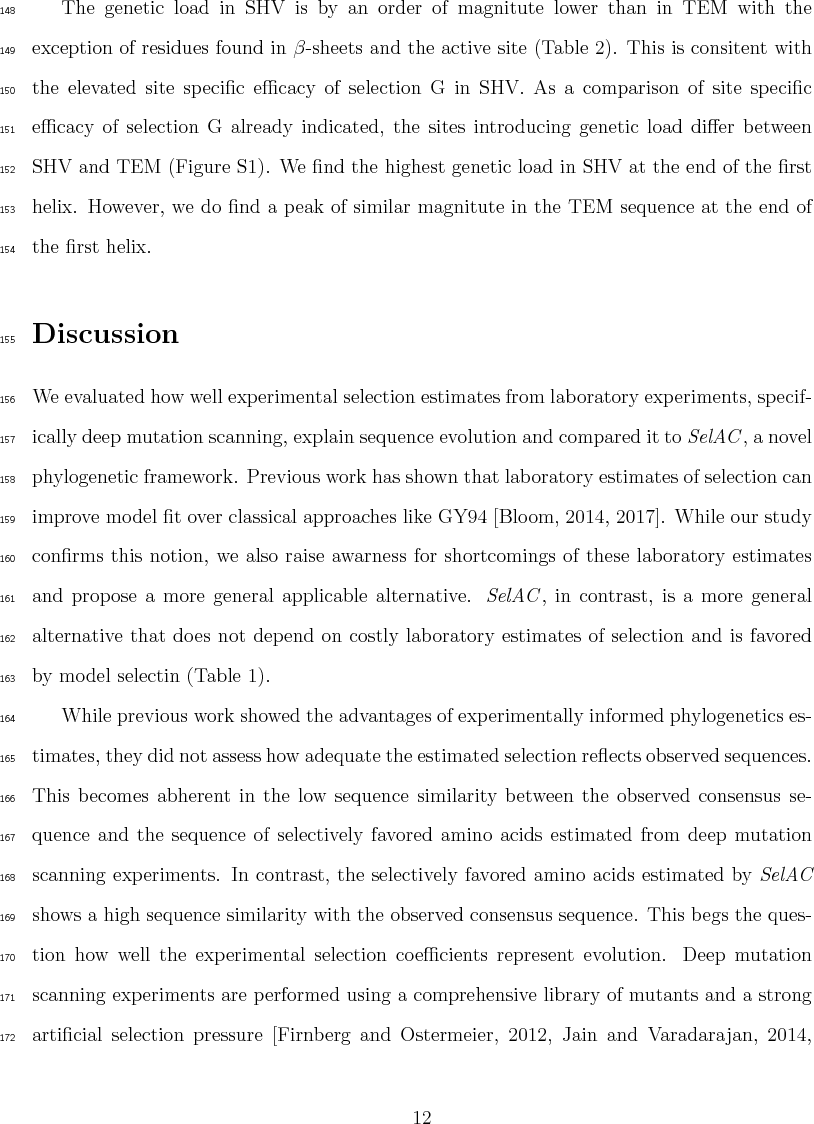 148 The genetic load in SHV is by an order of magnitute lower than in TEM with the
149 exception of residues found in β-sheets and the active site (Table 2). This is consitent with
150 the elevated site specific efficacy of selection G in SHV. As a comparison of site specific
151 efficacy of selection G already indicated, the sites introducing genetic load differ between
152 SHV and TEM (Figure S1). We find the highest genetic load in SHV at the end of the first
153 helix. However, we do find a peak of similar magnitute in the TEM sequence at the end of
154 the first helix.
155 Discussion
156 We evaluated how well experimental selection estimates from laboratory experiments, specif-
157 ically deep mutation scanning, explain sequence evolution and compared it to SelAC, a novel
158 phylogenetic framework. Previous work has shown that laboratory estimates of selection can
159 improve model fit over classical approaches like GY94 [Bloom, 2014, 2017]. While our study
160 confirms this notion, we also raise awarness for shortcomings of these laboratory estimates
161 and propose a more general applicable alternative. SelAC, in contrast, is a more general
162 alternative that does not depend on costly laboratory estimates of selection and is favored
163 by model selectin (Table 1).
164 While previous work showed the advantages of experimentally informed phylogenetics es-
165 timates, they did not assess how adequate the estimated selection reflects observed sequences.
166 This becomes abherent in the low sequence similarity between the observed consensus se-
167 quence and the sequence of selectively favored amino acids estimated from deep mutation
168 scanning experiments. In contrast, the selectively favored amino acids estimated by SelAC
169 shows a high sequence similarity with the observed consensus sequence. This begs the ques-
170 tion how well the experimental selection coefficients represent evolution. Deep mutation
171 scanning experiments are performed using a comprehensive library of mutants and a strong
172 artificial selection pressure [Firnberg and Ostermeier, 2012, Jain and Varadarajan, 2014,
12